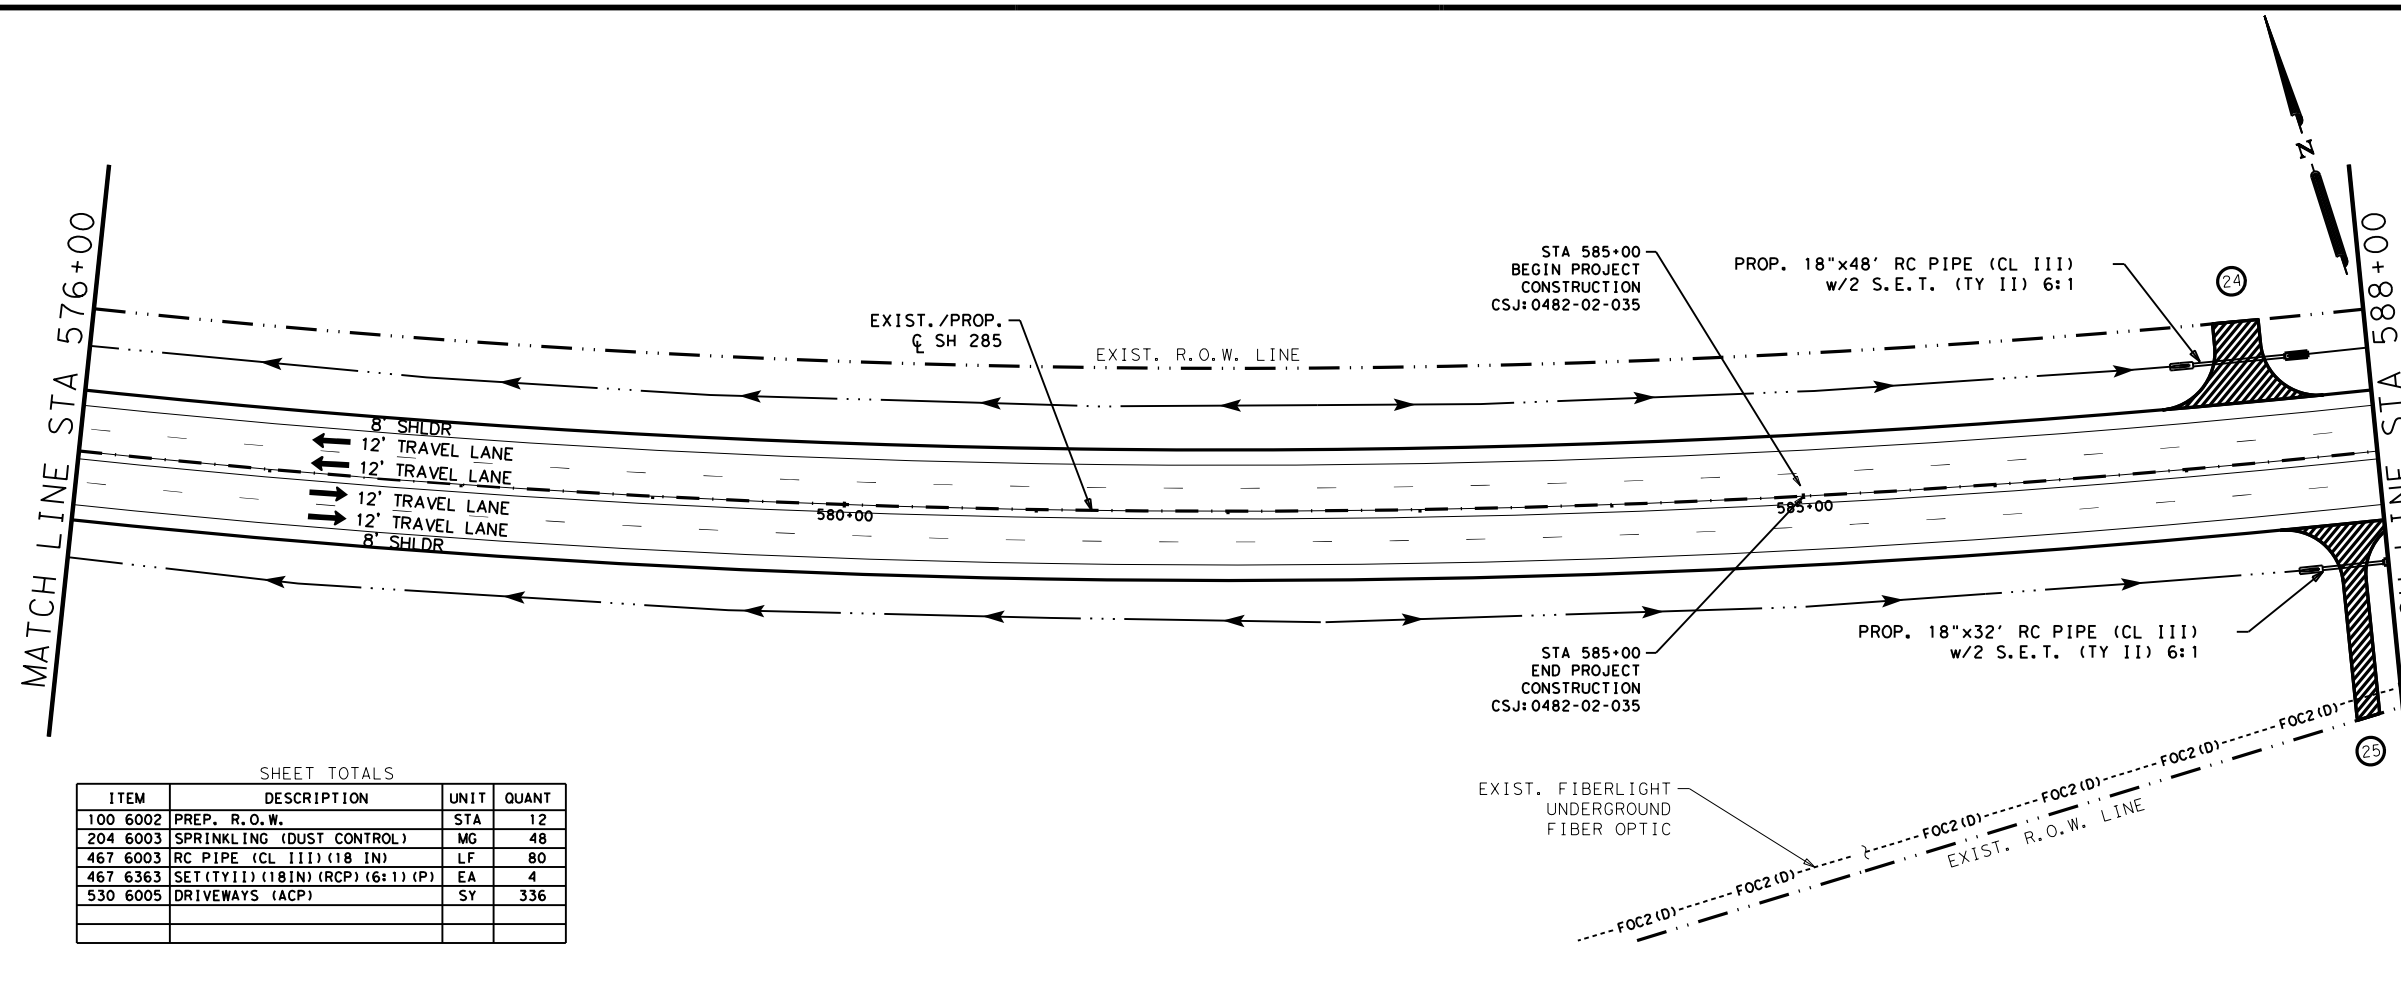 N
MATCH LINE STA 576+00
STA 585+00
BEGIN PROJECT
CONSTRUCTION
CSJ:0482-02-035
PROP. 18"x48' RC PIPE (CL III)
w/2 S.E.T. (TY II) 6:1
24
EXIST./PROP.
℄ SH 285
EXIST. R.O.W. LINE
8' SHLDR
12' TRAVEL LANE
12' TRAVEL LANE
12' TRAVEL LANE
12' TRAVEL LANE
8' SHLDR
580+00
585+00
LINE STA 588+00
STA 585+00
END PROJECT
CONSTRUCTION
CSJ:0482-02-035
PROP. 18"x32' RC PIPE (CL III)
w/2 S.E.T. (TY II) 6:1
25
EXIST. FIBERLIGHT
UNDERGROUND
FIBER OPTIC
FOC2(D)
FOC2(D)
FOC2(D)
FOC2(D)
FOC2(D)
FOC2(D)
EXIST. R.O.W. LINE
SHEET TOTALS
ITEM DESCRIPTION UNIT QUANT
100 6002 PREP. R.O.W. STA 12
204 6003 SPRINKLING (DUST CONTROL) MG 48
467 6003 RC PIPE (CL III)(18 IN) LF 80
467 6363 SET(TYII)(18IN)(RCP)(6:1)(P) EA 4
530 6005 DRIVEWAYS (ACP) SY 336